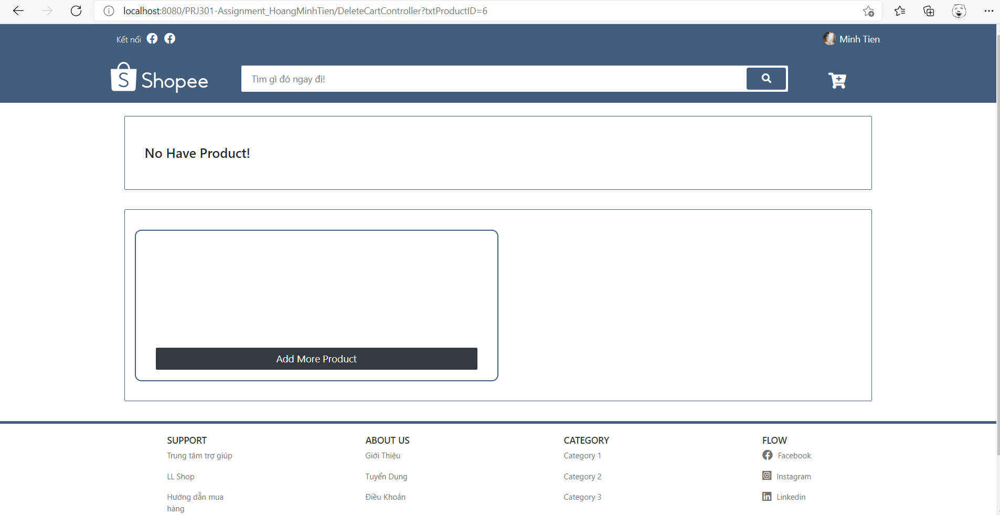 localhost:8080/PRJ301-Assignment_HoangMinhTien/DeleteCartController?txtProductID=6
Kết nối
Minh Tien
S Shopee
Tìm gì đó ngay đi!
No Have Product!
Add More Product
SUPPORT
Trung tâm trợ giúp
LL Shop
Hướng dẫn mua
hàng
ABOUT US
Giới Thiệu
Tuyển Dụng
Điều Khoản
CATEGORY
Category 1
Category 2
Category 3
FLOW
Facebook
Instagram
Linkedin